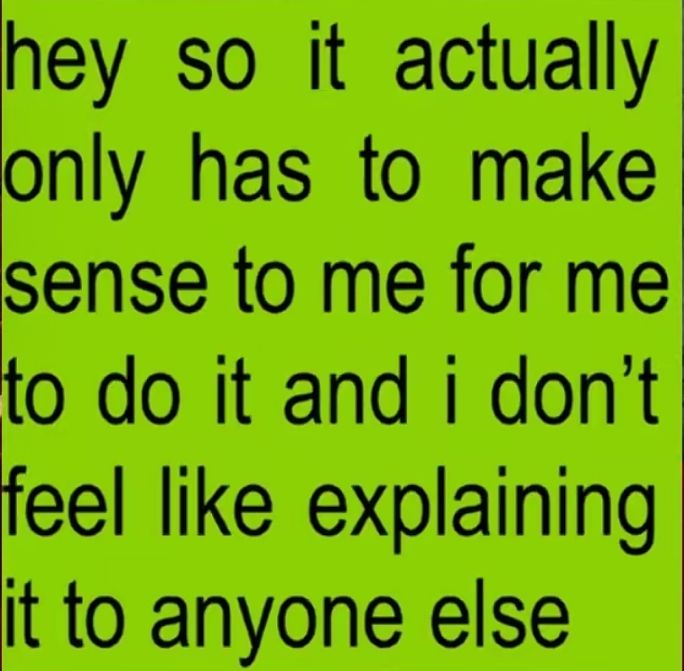 hey so it actually
only has to make
sense to me for me
to do it and i don’t
feel like explaining
it to anyone else